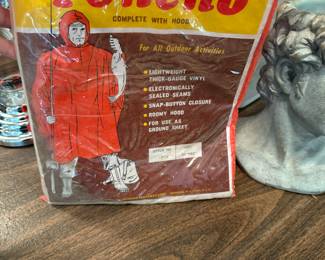 PONCHO
COMPLETE WITH HOOD
For All Outdoor Activities
• LIGHTWEIGHT
THICK-GAUGE VINYL
• ELECTRONICALLY
SEALED SEAMS
• SNAP-BUTTON CLOSURE
• ROOMY HOOD
• FOR USE AS
GROUND SHEET